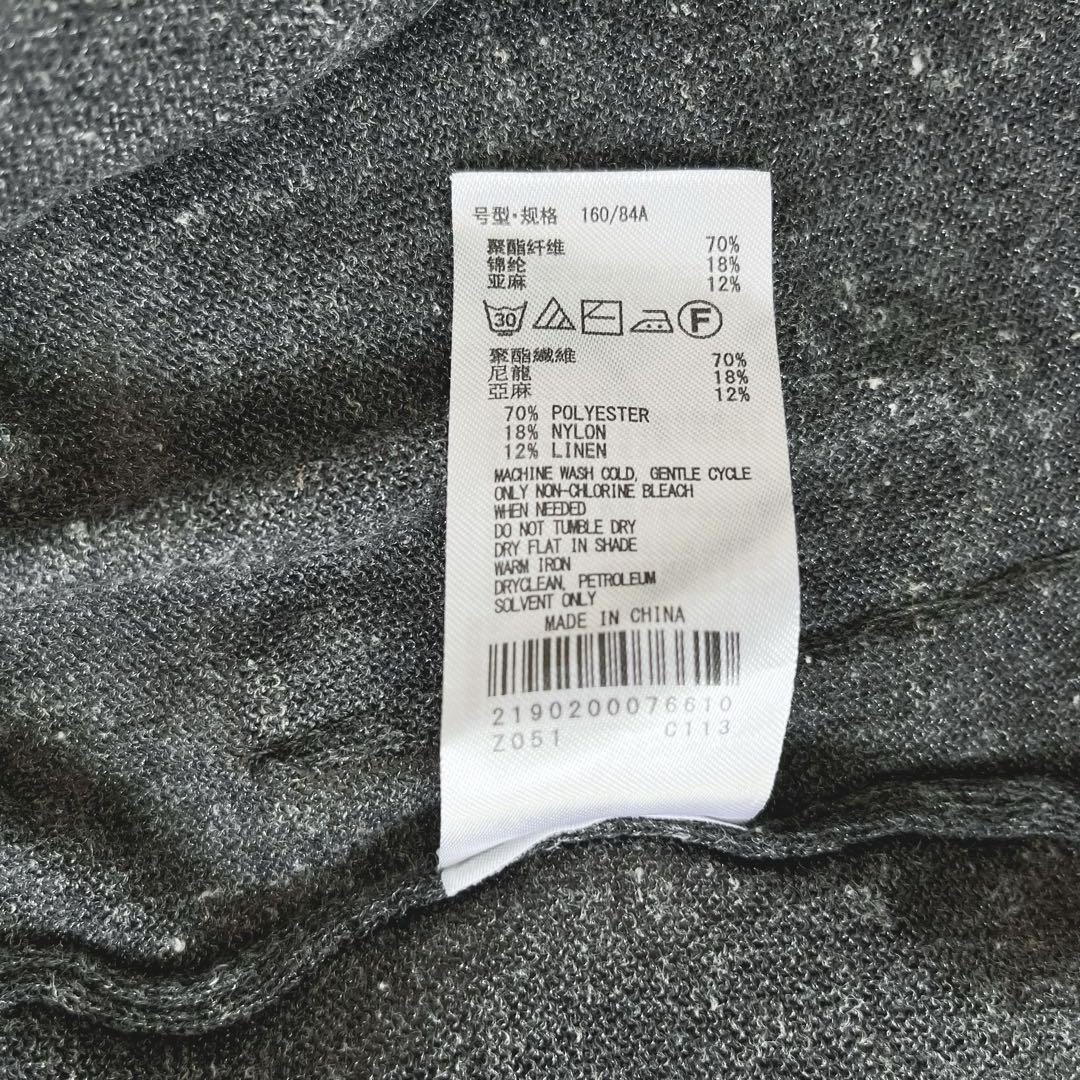 号型·规格 160/84A
聚酯纤维 70%
锦纶 18%
亚麻 12%
30 F
聚酯纖維 70%
尼龍 18%
亞麻 12%
70% POLYESTER
18% NYLON
12% LINEN
MACHINE WASH COLD, GENTLE CYCLE
ONLY NON-CHLORINE BLEACH
WHEN NEEDED
DO NOT TUMBLE DRY
DRY FLAT IN SHADE
WARM IRON
DRYCLEAN, PETROLEUM
SOLVENT ONLY
MADE IN CHINA
2190200076610
Z051 C113